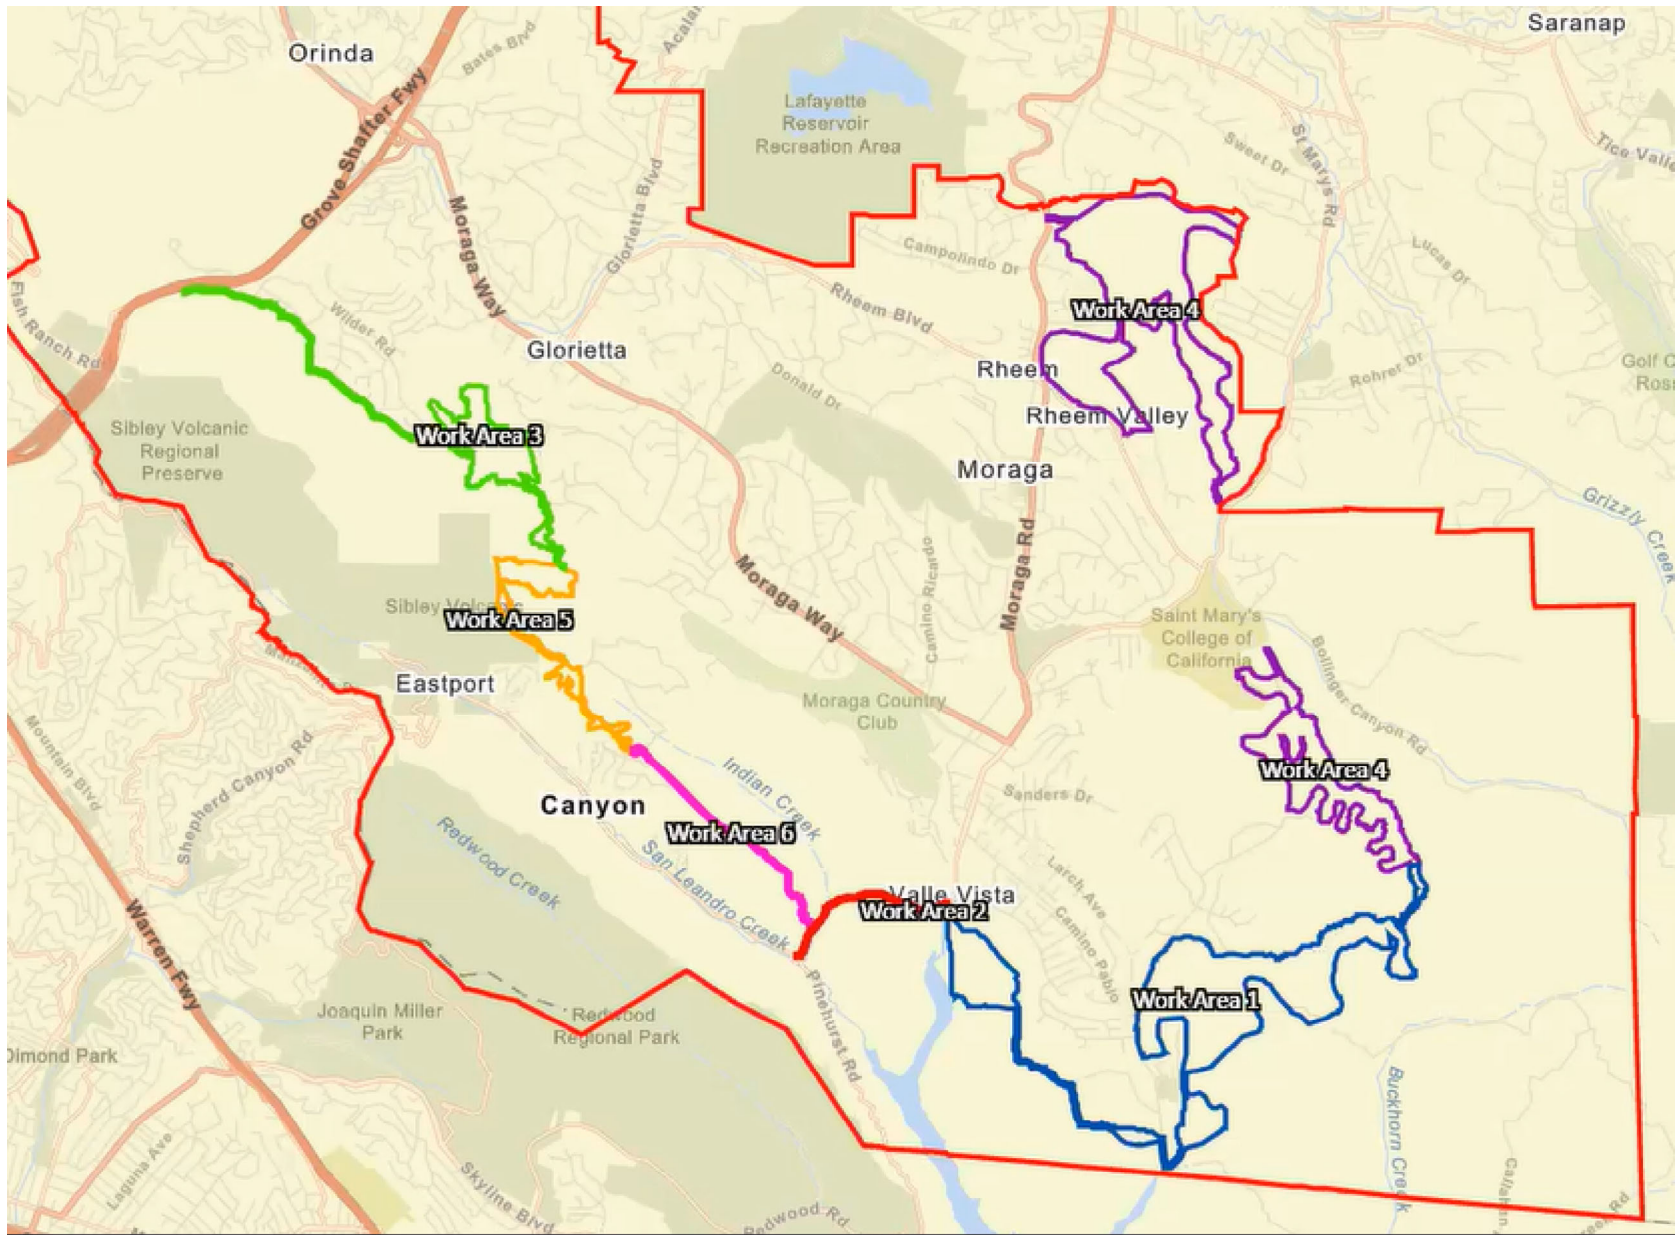 Saranap
Orinda
Bates Blvd
Grove Shafter Fwy
Lafayette
Reservoir
Recreation Area
St Marys Rd
Sweet Dr
Moraga Way
Glorietta Blvd
Campolindo Dr
Lucas Dr
Fish Ranch Rd
Wilder Rd
Rheem Blvd
Work Area 4
Glorietta
Rheem
Donald Dr
Rohrer Dr
Rheem Valley
Sibley Volcanic
Regional
Preserve
Work Area 3
Moraga
Grizzly Creek
Moraga Way
Camino Ricardo
Moraga Rd
Work Area 5
Saint Mary's
College of
California
Eastport
Moraga Country
Club
Bollinger Canyon Rd
Mountain Blvd
Shepherd Canyon Rd
Indian Creek
Work Area 4
Canyon
Sanders Dr
Work Area 6
Redwood Creek
San Leandro Creek
Larch Ave
Valle Vista
Work Area 2
Camino Pablo
Warren Fwy
Work Area 1
Pinehurst Rd
Joaquin Miller
Park
Redwood
Regional Park
Dimond Park
Buckhorn Creek
Laguna Ave
Skyline Blvd
Redwood Rd